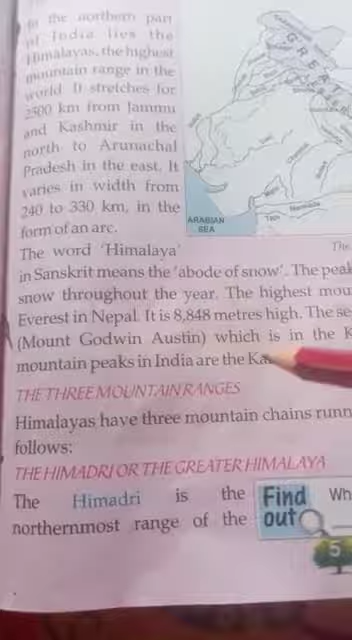 In the northern part
of India lies the
Himalayas, the highest
mountain range in the
world. It stretches for
2500 km from Jammu
and Kashmir in the
north to Arunachal
Pradesh in the east. It
varies in width from
240 to 330 km, in the
form of an arc.
ARABIAN
SEA
Narmada
Tapi
The word 'Himalaya'
The
in Sanskrit means the 'abode of snow'. The peak
snow throughout the year. The highest mou
Everest in Nepal. It is 8,848 metres high. The se
(Mount Godwin Austin) which is in the K
mountain peaks in India are the
THE THREE MOUNTAIN RANGES
Himalayas have three mountain chains runn
follows:
THE HIMADRI OR THE GREATER HIMALAYA
The Himadri is the
northernmost range of the
Find
out
Wh
5